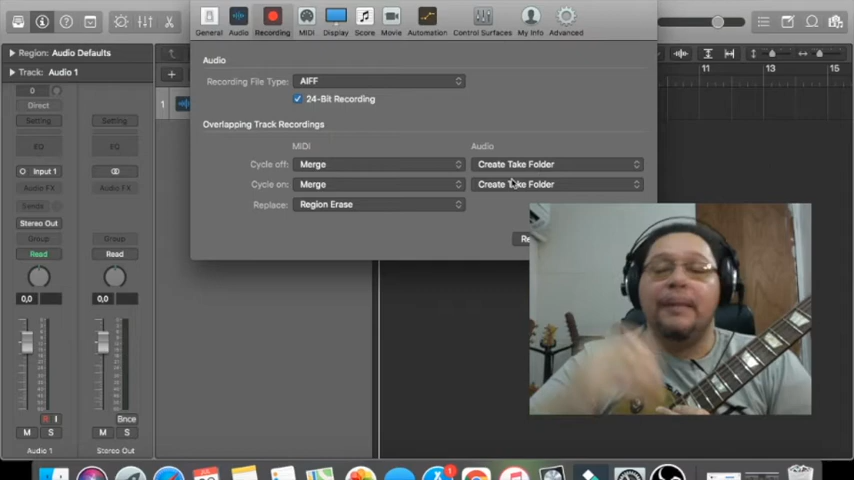 General Audio Recording MIDI Display Score Movie Automation Control Surfaces My Info Advanced
Region: Audio Defaults
Track: Audio 1
11 13 15
1
Audio
Recording File Type: AIFF
24-Bit Recording
Overlapping Track Recordings
MIDI Audio
Cycle off: Merge Create Take Folder
Cycle on: Merge Create Take Folder
Replace: Region Erase
0
Direct
Setting Setting
EQ EQ
Input 1
Audio FX Audio FX
Sends
Stereo Out
Group Group
Read Read
0,0 0,0
R I Bnce
M S M S
Audio 1 Stereo Out
1